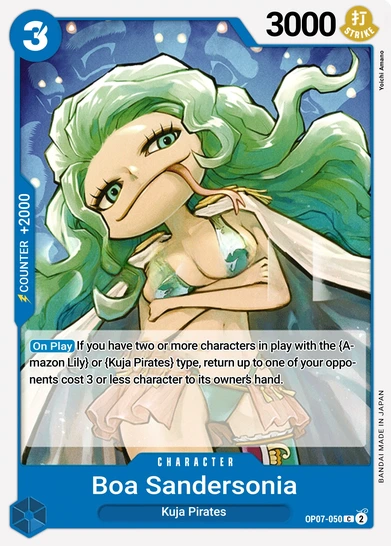 3
3000
打
STRIKE
Yoichi Amano
COUNTER +2000
On Play If you have two or more characters in play with the {A-
mazon Lily} or {Kuja Pirates} type, return up to one of your oppo-
nents cost 3 or less character to its owner's hand.
BANDAI MADE IN JAPAN
CHARACTER
Boa Sandersonia
Kuja Pirates
OP07-050 C 2